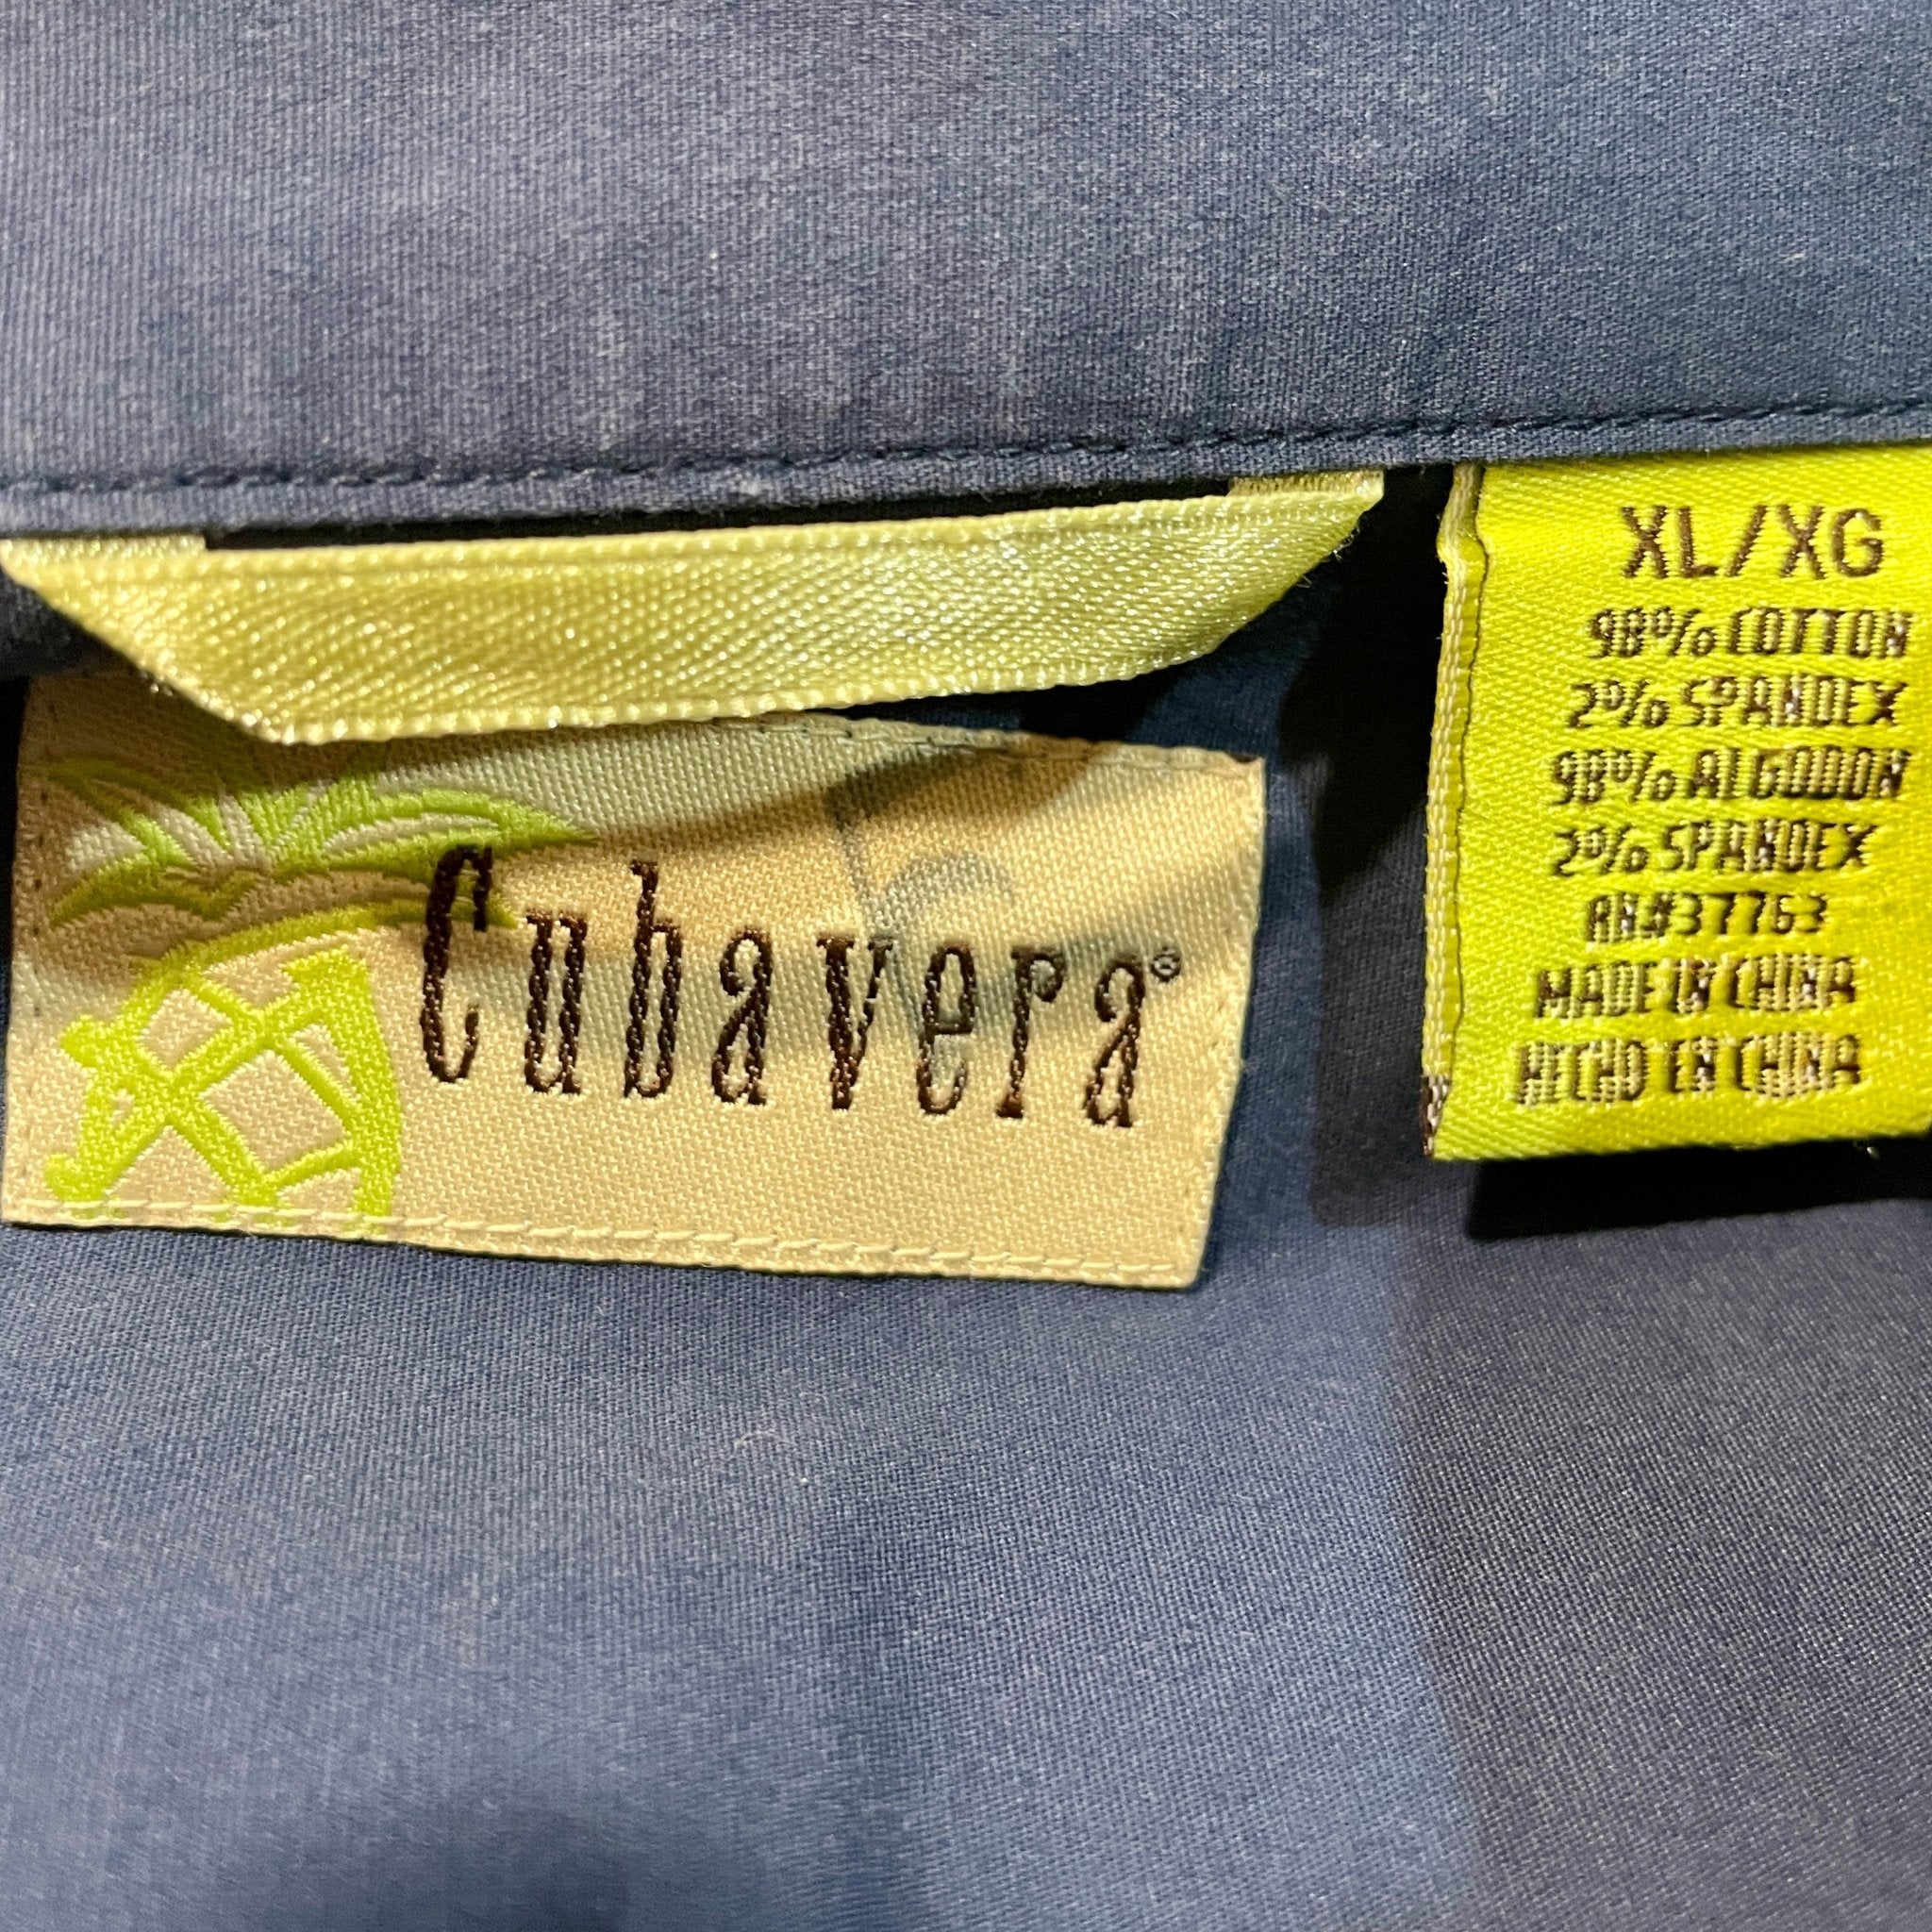 Cubavera®
XL/XG
98% COTTON
2% SPANDEX
98% ALGODON
2% SPANDEX
RN#37763
MADE IN CHINA
HECHO EN CHINA